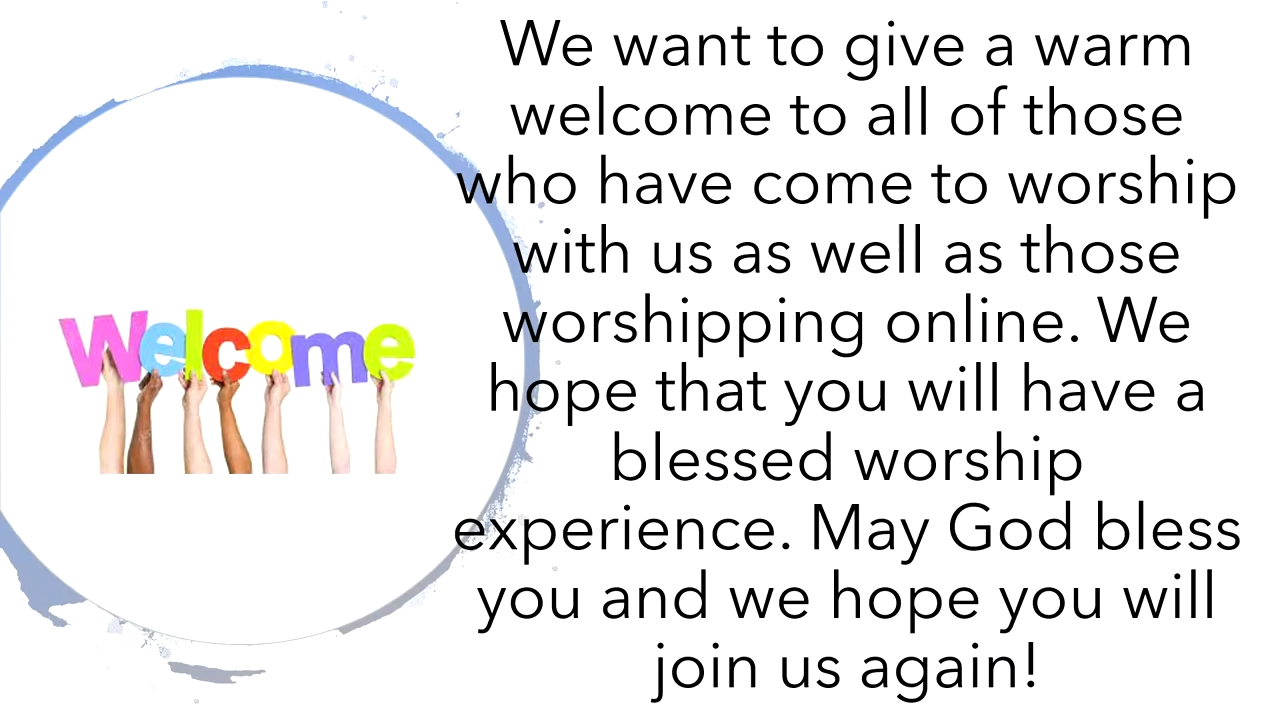 Welcome
We want to give a warm
welcome to all of those
who have come to worship
with us as well as those
worshipping online. We
hope that you will have a
blessed worship
experience. May God bless
you and we hope you will
join us again!